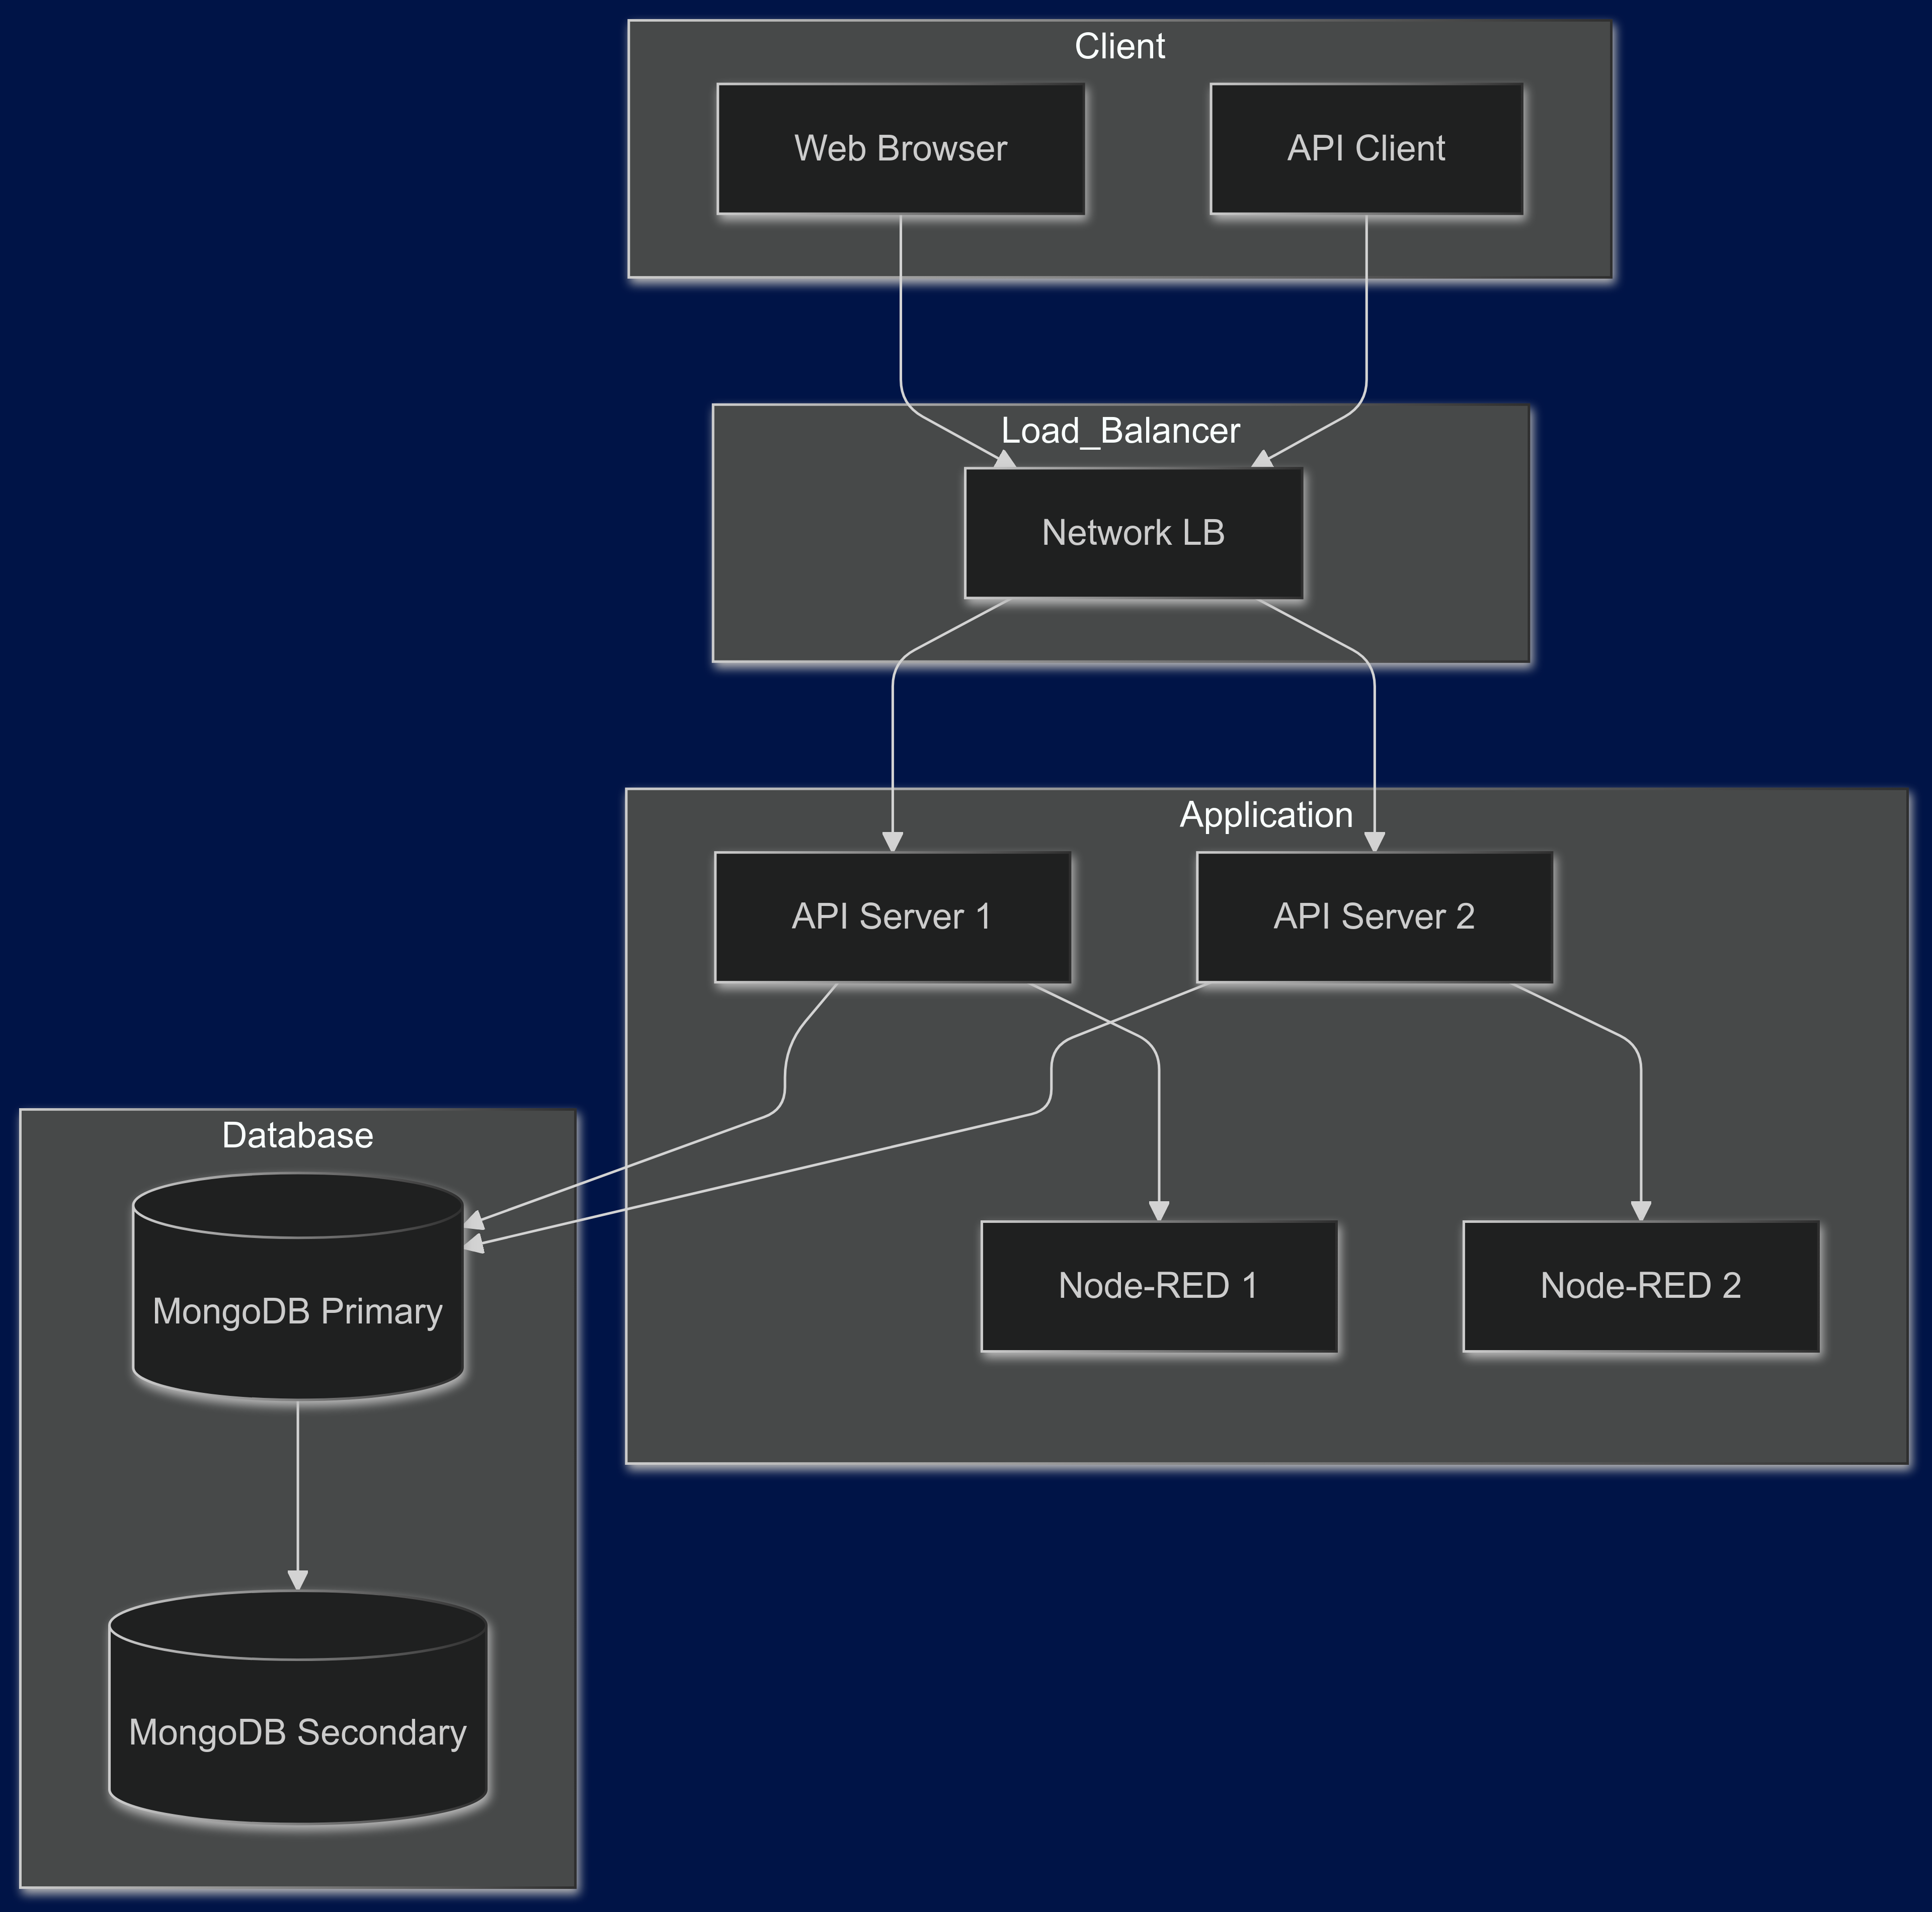 Client
Web Browser
API Client
Load_Balancer
Network LB
Application
API Server 1
API Server 2
Database
MongoDB Primary
Node-RED 1
Node-RED 2
MongoDB Secondary